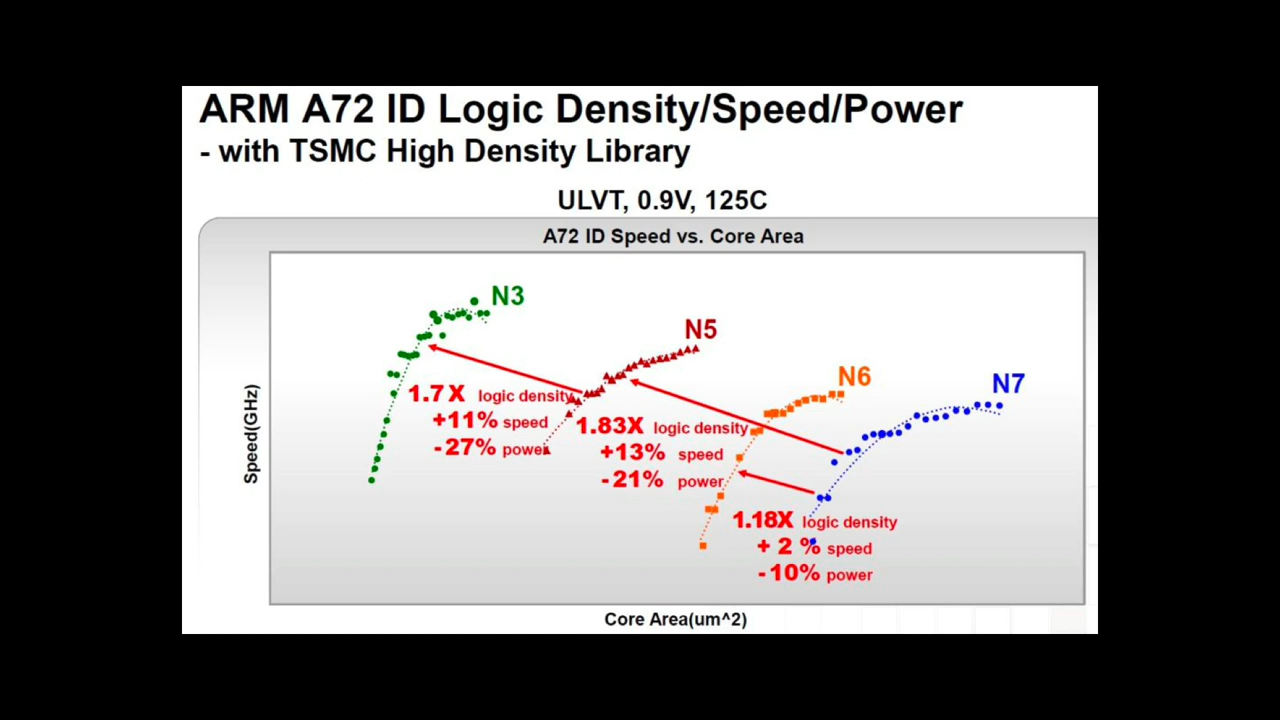 ARM A72 ID Logic Density/Speed/Power
- with TSMC High Density Library
ULVT, 0.9V, 125C
A72 ID Speed vs. Core Area
N3
N5
N6
N7
1.7X logic density
+11% speed
-27% power
1.83X logic density
+13% speed
-21% power
1.18X logic density
+ 2 % speed
-10% power
Speed(GHz)
Core Area(um^2)